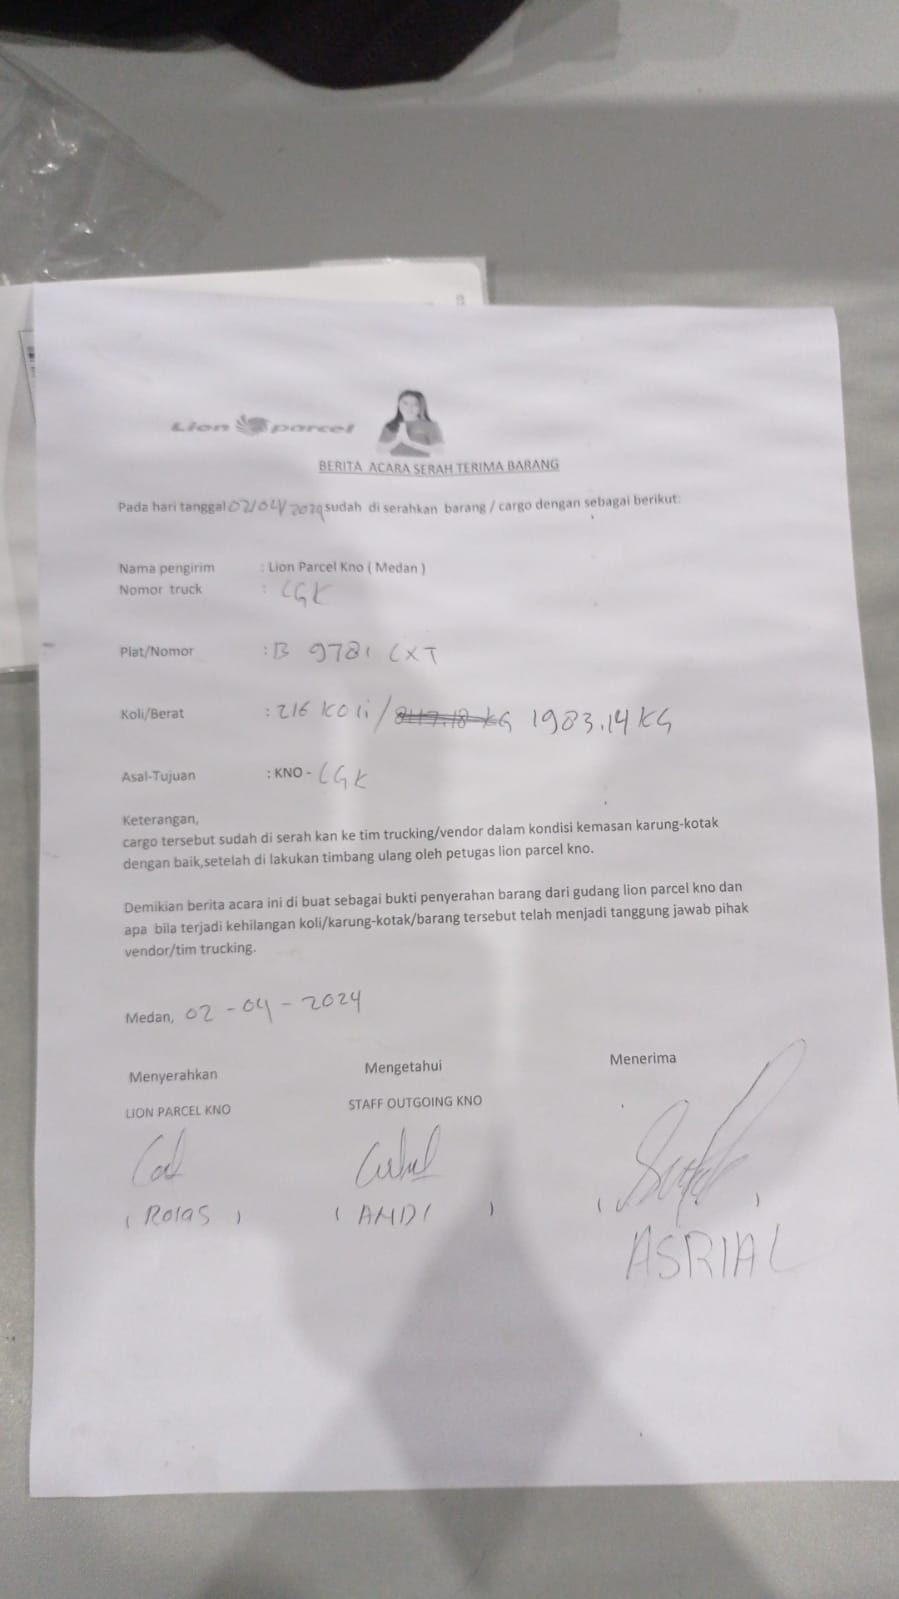 Lion parcel
BERITA ACARA SERAH TERIMA BARANG
Pada hari tanggal 02/04/2024 sudah di serahkan barang / cargo dengan sebagai berikut:
Nama pengirim : Lion Parcel Kno ( Medan )
Nomor truck : CGK
Plat/Nomor : B 9781 CXT
Koli/Berat : 216 KOli / 847.18 KG 1983.14 KG
Asal-Tujuan : KNO - CGK
Keterangan,
cargo tersebut sudah di serah kan ke tim trucking/vendor dalam kondisi kemasan karung-kotak
dengan baik,setelah di lakukan timbang ulang oleh petugas lion parcel kno.
Demikian berita acara ini di buat sebagai bukti penyerahan barang dari gudang lion parcel kno dan
apa bila terjadi kehilangan koli/karung-kotak/barang tersebut telah menjadi tanggung jawab pihak
vendor/tim trucking.
Medan, 02 - 04 - 2024
Menyerahkan Mengetahui Menerima
LION PARCEL KNO STAFF OUTGOING KNO
( ROIAS ) ( ANDI ) ( )
ASRIAL